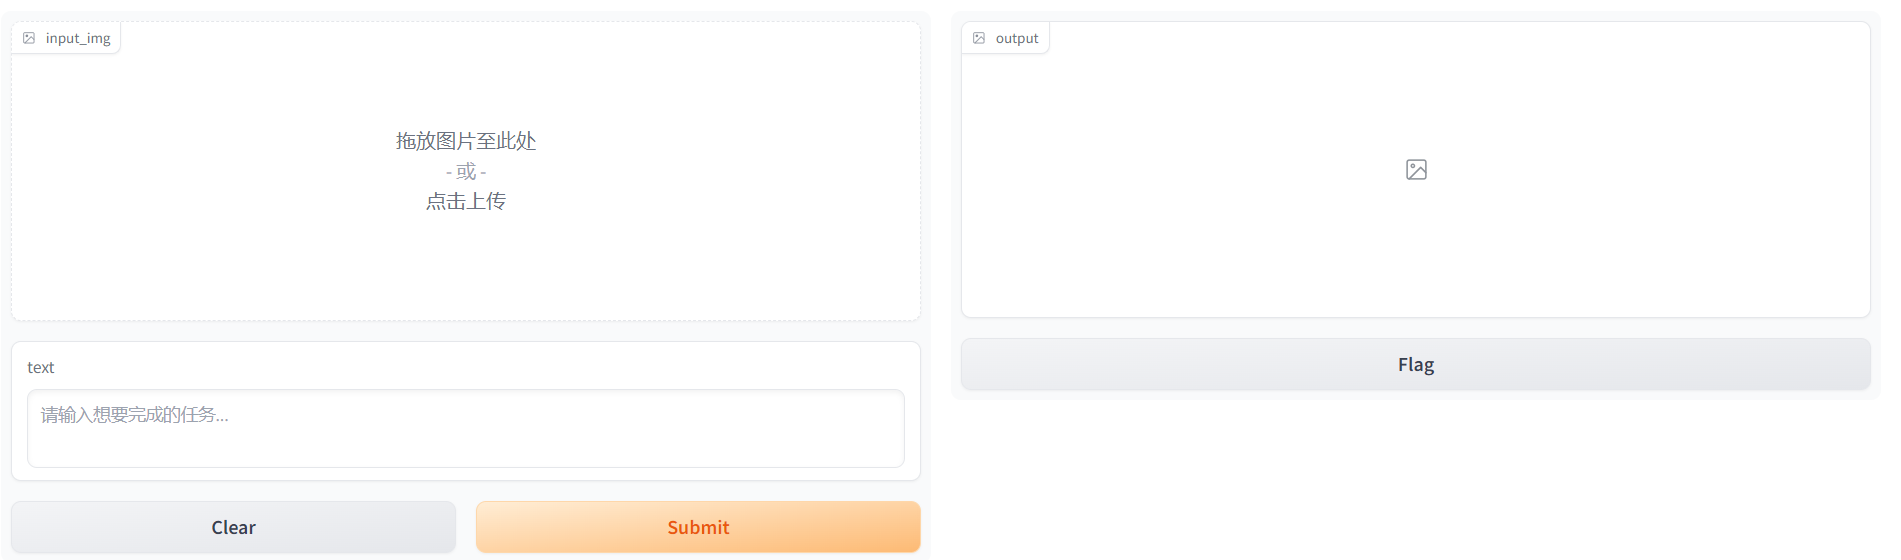 input_img
拖放图片至此处
- 或 -
点击上传
text
请输入想要完成的任务...
Clear
Submit
output
Flag